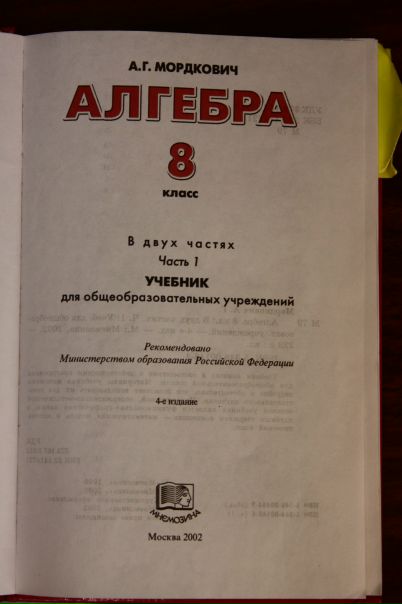 А.Г. МОРДКОВИЧ
АЛГЕБРА
8
класс
В двух частях
Часть 1
УЧЕБНИК
для общеобразовательных учреждений
Рекомендовано
Министерством образования Российской Федерации
4-е издание
МНЕМОЗИНА
Москва 2002